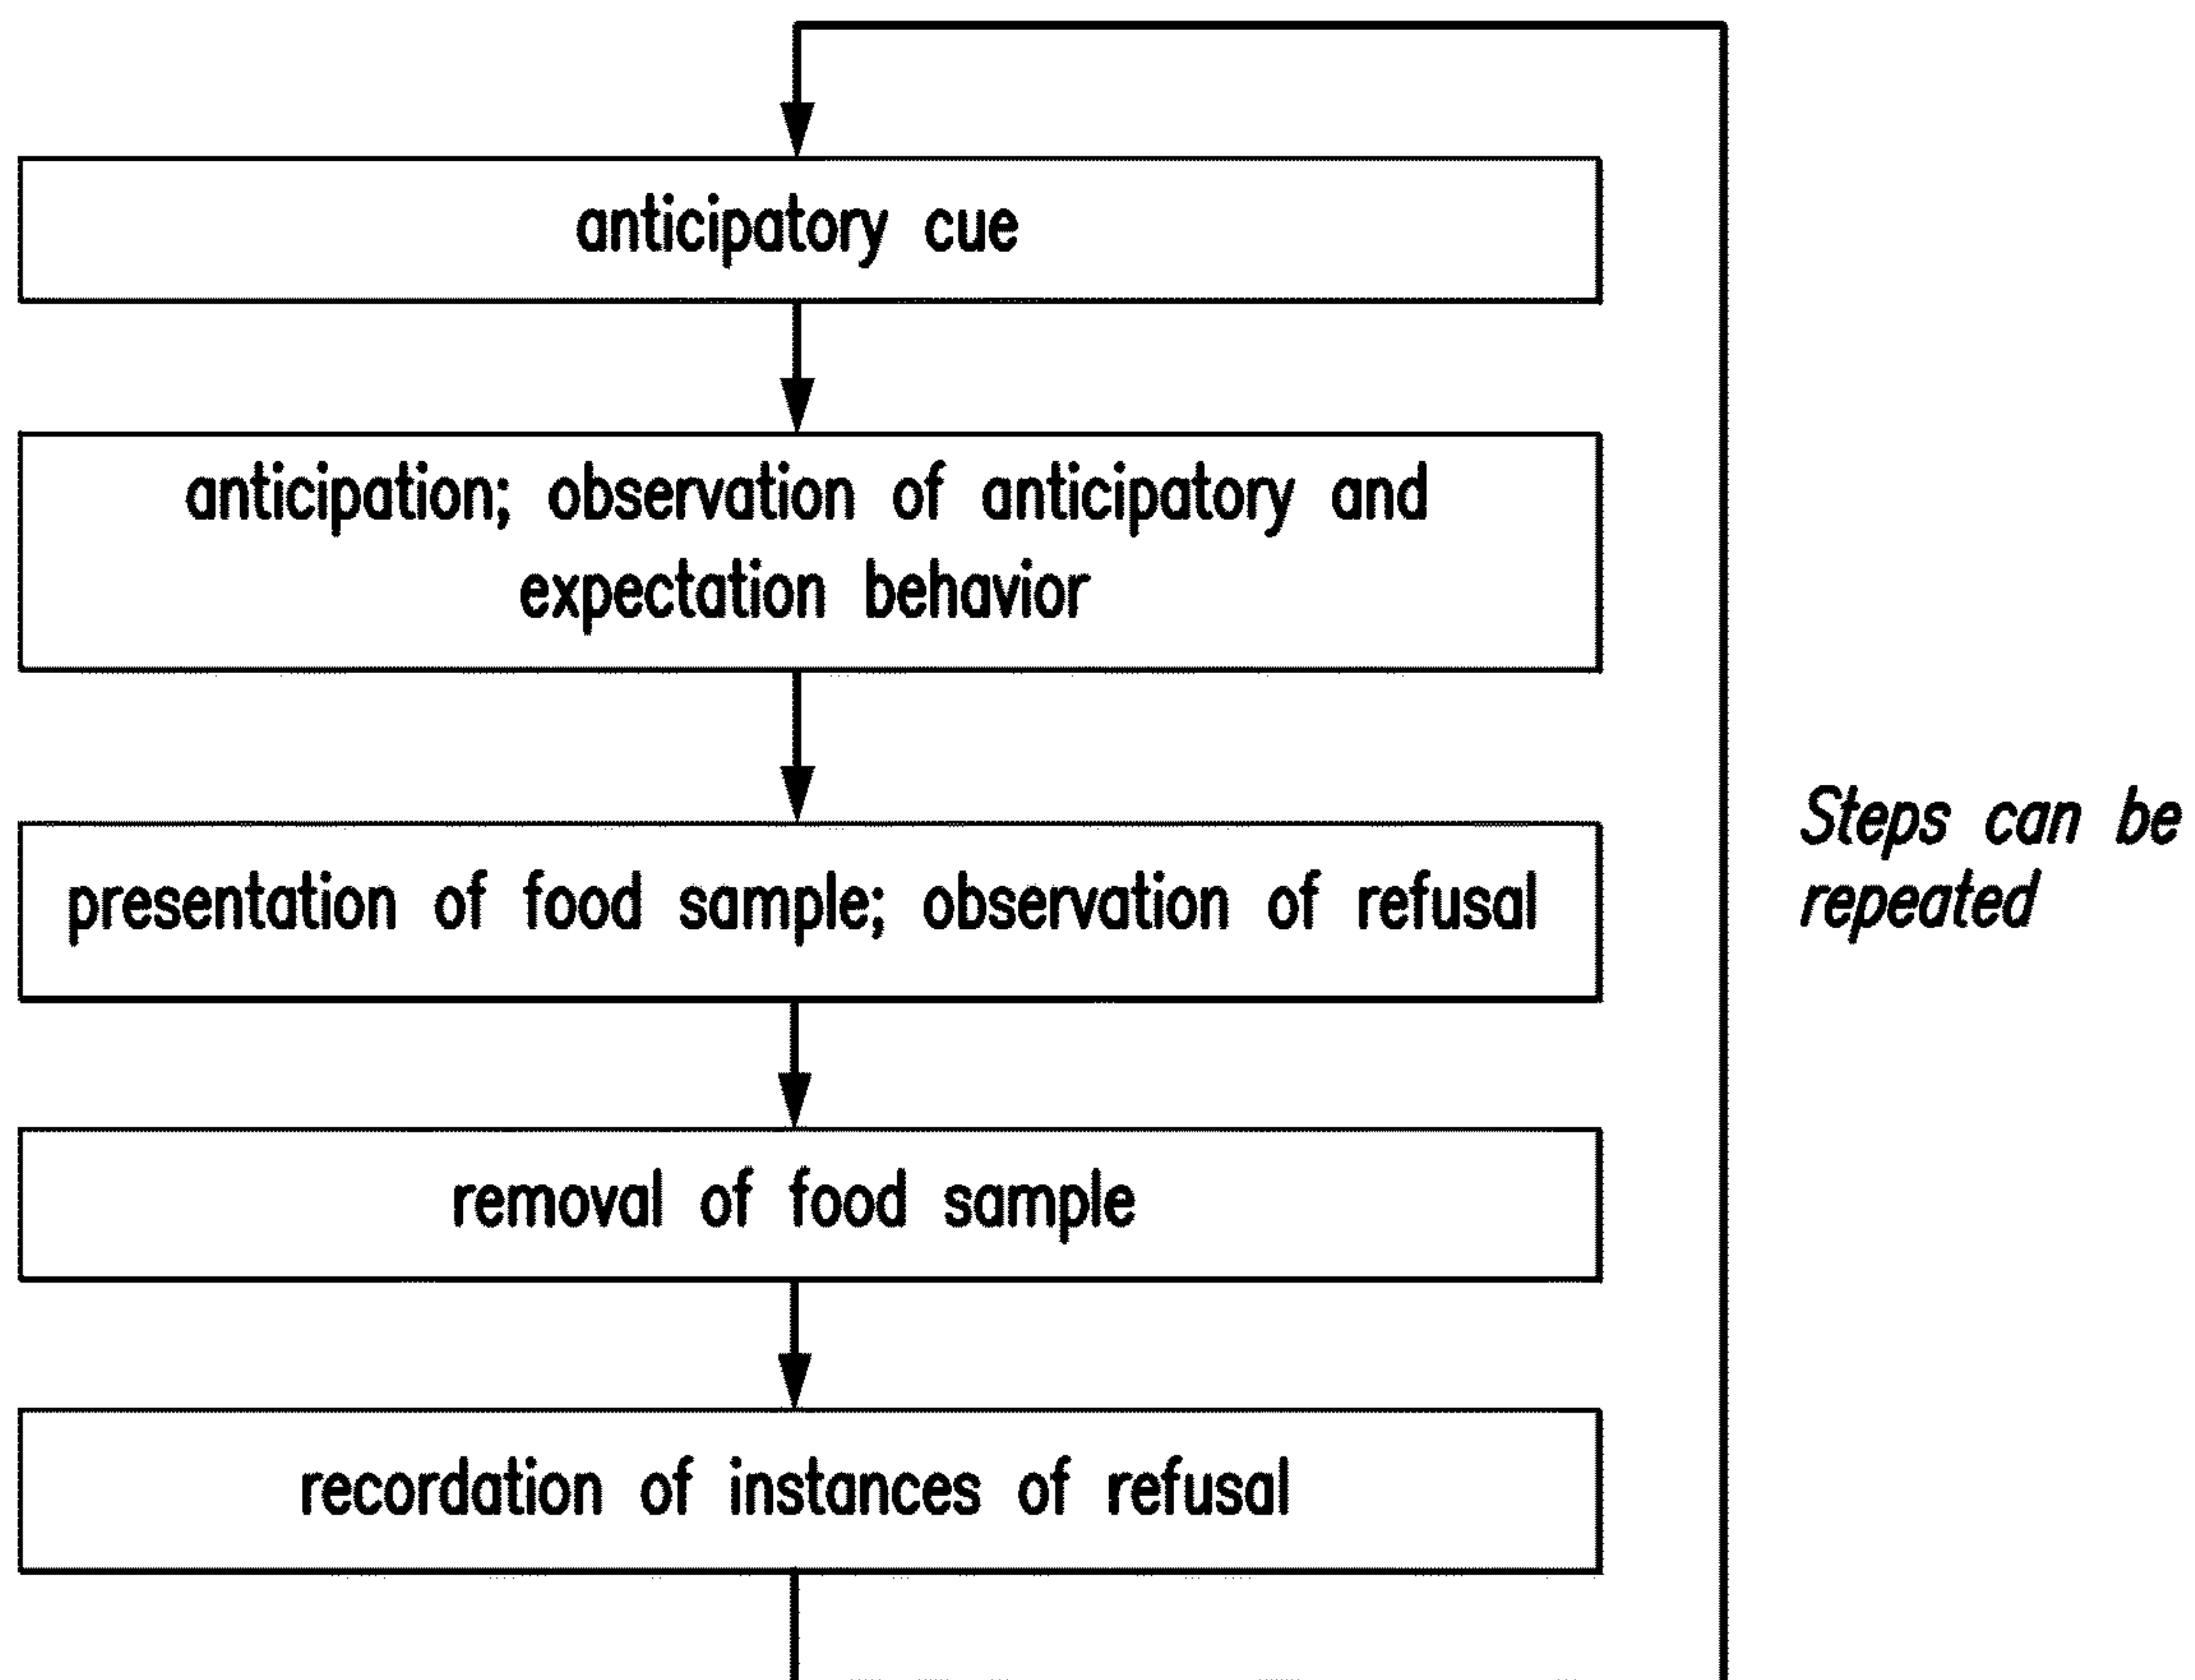 anticipatory cue
anticipation; observation of anticipatory and
expectation behavior
presentation of food sample; observation of refusal
Steps can be
repeated
removal of food sample
recordation of instances of refusal